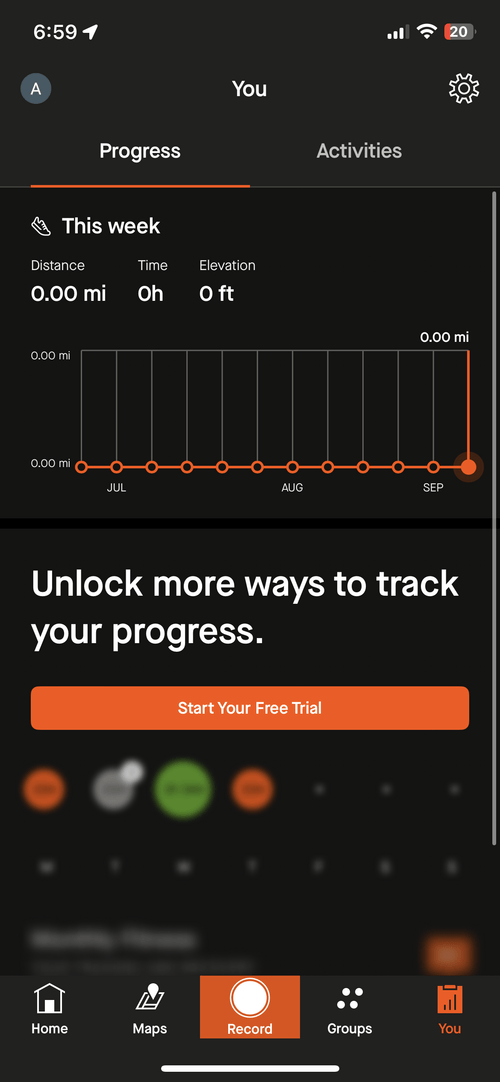 6:59
20
A
You
Progress
Activities
This week
Distance
Time
Elevation
0.00 mi
0h
0 ft
0.00 mi
0.00 mi
0.00 mi
JUL
AUG
SEP
Unlock more ways to track
your progress.
Start Your Free Trial
M
T
W
T
F
S
S
Monthly Fitness
Home
Maps
Record
Groups
You